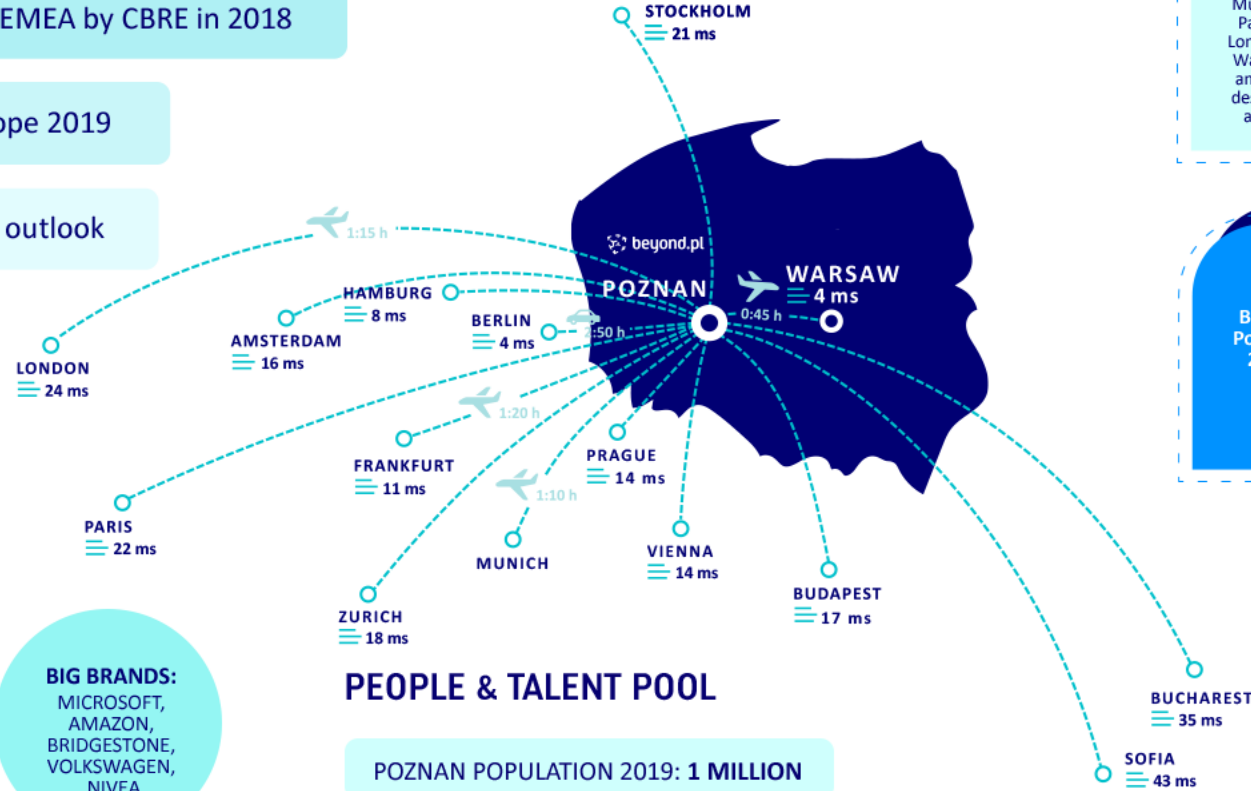 EMEA by CBRE in 2018
2019
outlook
STOCKHOLM
21 ms
1:15 h
beyond.pl
POZNAN
WARSAW
4 ms
0:45 h
HAMBURG
8 ms
BERLIN
4 ms
2:50 h
AMSTERDAM
16 ms
LONDON
24 ms
1:20 h
FRANKFURT
11 ms
PRAGUE
14 ms
1:10 h
PARIS
22 ms
MUNICH
VIENNA
14 ms
BUDAPEST
17 ms
ZURICH
18 ms
BUCHAREST
35 ms
SOFIA
43 ms
BIG BRANDS:
MICROSOFT,
AMAZON,
BRIDGESTONE,
VOLKSWAGEN,
NIVEA
PEOPLE & TALENT POOL
POZNAN POPULATION 2019: 1 MILLION